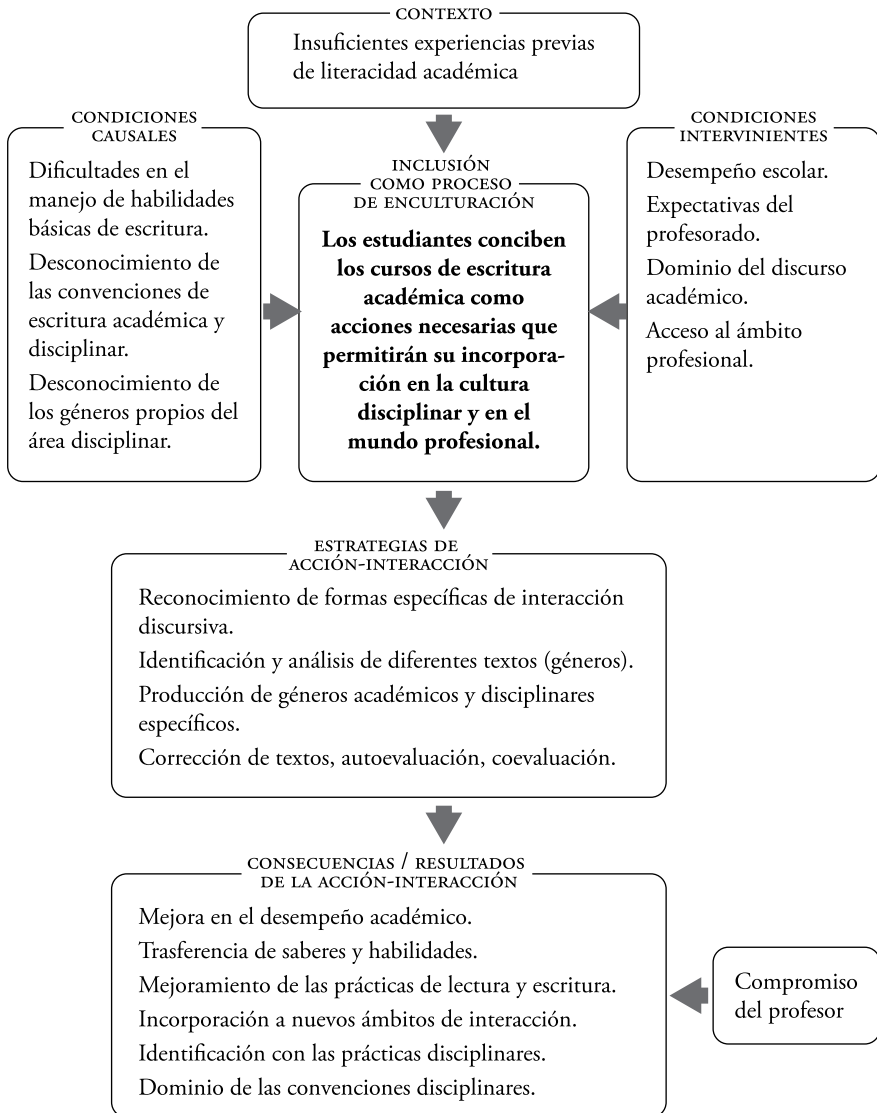 CONTEXTO
Insuficientes experiencias previas
de literacidad académica
CONDICIONES
CAUSALES
Dificultades en el
manejo de habilidades
básicas de escritura.
Desconocimiento de
las convenciones de
escritura académica y
disciplinar.
Desconocimiento de
los géneros propios del
área disciplinar.
INCLUSIÓN
COMO PROCESO
DE ENCULTURACIÓN
Los estudiantes conciben
los cursos de escritura
académica como
acciones necesarias que
permitirán su incorpora-
ción en la cultura
disciplinar y en el
mundo profesional.
CONDICIONES
INTERVINIENTES
Desempeño escolar.
Expectativas del
profesorado.
Dominio del discurso
académico.
Acceso al ámbito
profesional.
ESTRATEGIAS DE
ACCIÓN-INTERACCIÓN
Reconocimiento de formas específicas de interacción
discursiva.
Identificación y análisis de diferentes textos (géneros).
Producción de géneros académicos y disciplinares
específicos.
Corrección de textos, autoevaluación, coevaluación.
CONSECUENCIAS / RESULTADOS
DE LA ACCIÓN-INTERACCIÓN
Mejora en el desempeño académico.
Trasferencia de saberes y habilidades.
Mejoramiento de las prácticas de lectura y escritura.
Incorporación a nuevos ámbitos de interacción.
Identificación con las prácticas disciplinares.
Dominio de las convenciones disciplinares.
Compromiso
del profesor